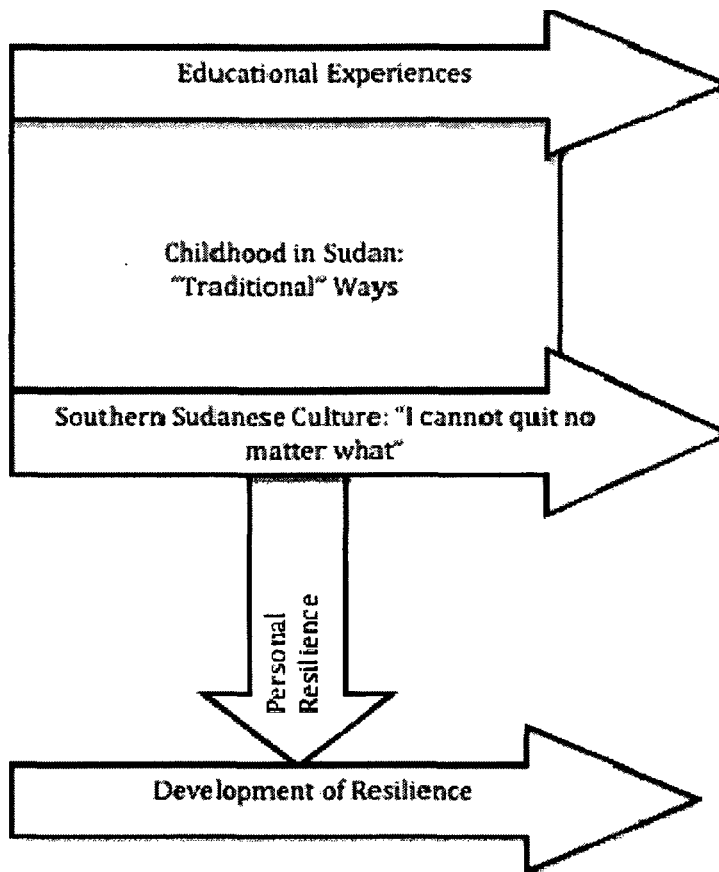 Educational Experiences
Childhood in Sudan:
"Traditional" Ways
Southern Sudanese Culture: "I cannot quit no
matter what"
Personal
Resilience
Development of Resilience